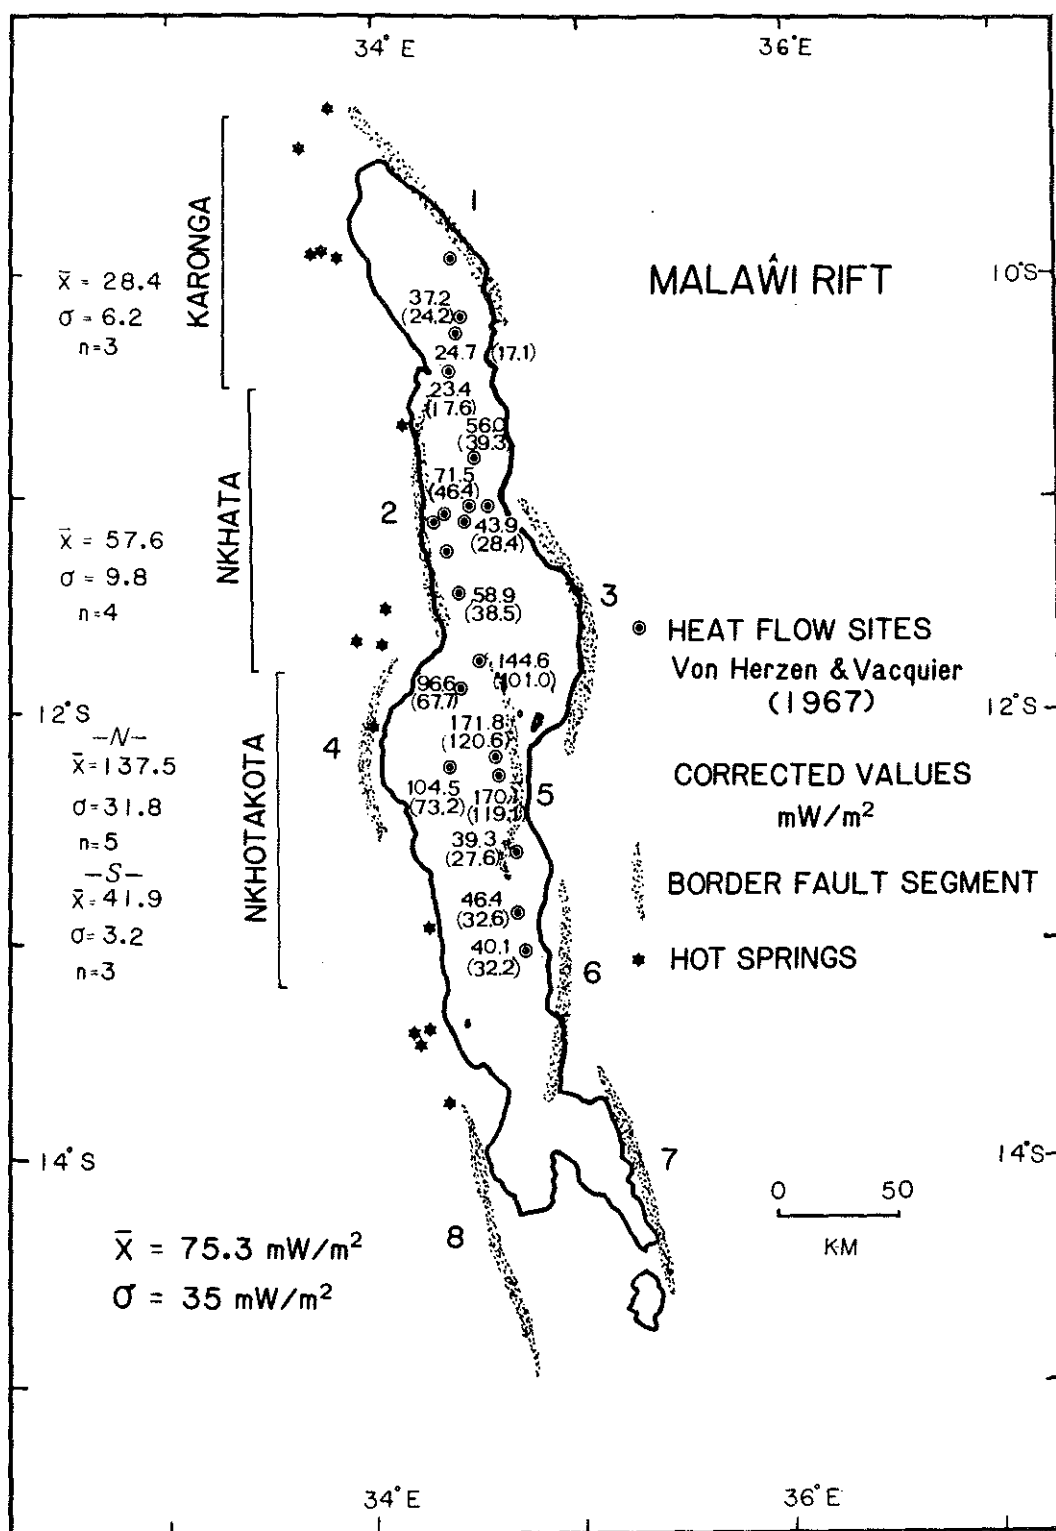 34° E
36°E
MALAŴI RIFT
10°S
KARONGA
x̄ = 28.4
σ = 6.2
n=3
1
37.2
(24.2)
24.7 (17.1)
23.4
(17.6)
NKHATA
x̄ = 57.6
σ = 9.8
n=4
2
56.0
(39.3)
71.5
(46.4)
43.9
(28.4)
58.9
(38.5)
3
HEAT FLOW SITES
Von Herzen & Vacquier
(1967)
144.6
(101.0)
96.6
(67.7)
12°S
12°S
NKHOTAKOTA
—N—
x̄=137.5
σ=31.8
n=5
—S—
x̄=41.9
σ=3.2
n=3
4
171.8
(120.6)
104.5
(73.2)
170.
(119.1)
5
CORRECTED VALUES
mW/m²
39.3
(27.6)
BORDER FAULT SEGMENT
46.4
(32.6)
40.1
(32.2)
6
HOT SPRINGS
14°S
14°S
7
8
0 50
KM
x̄ = 75.3 mW/m²
σ = 35 mW/m²
34° E
36°E